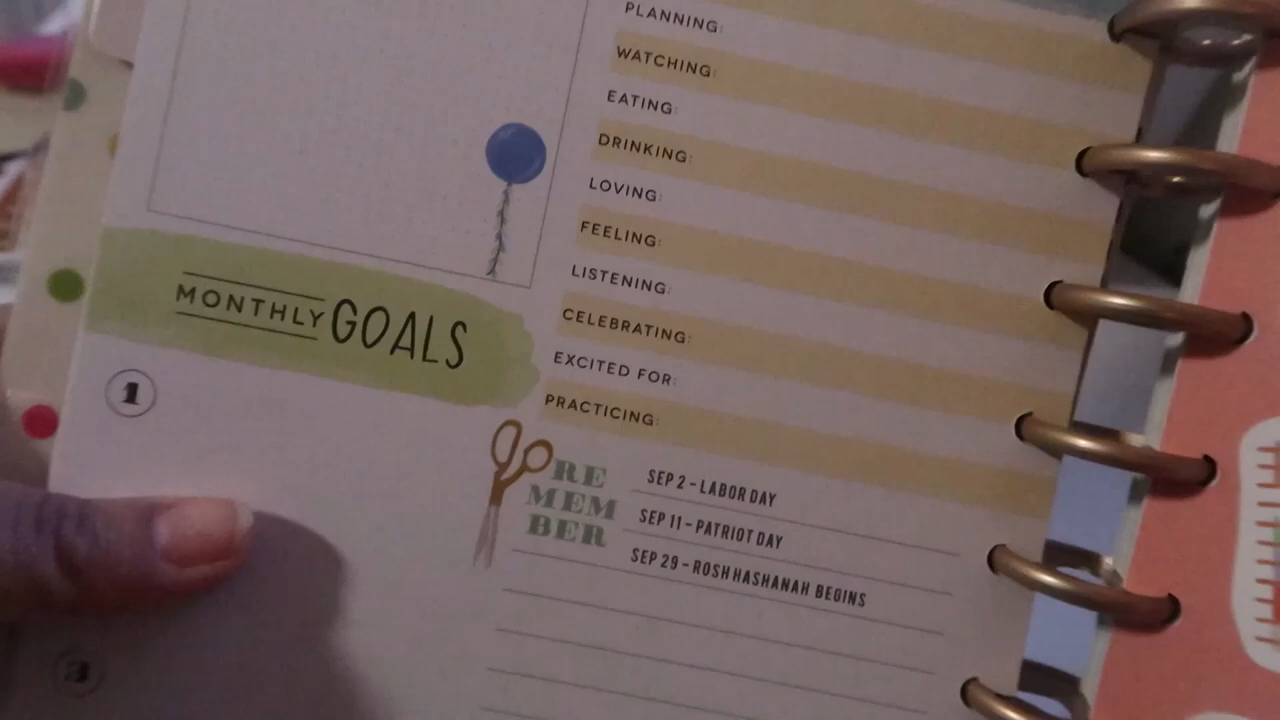 PLANNING:
WATCHING:
EATING:
DRINKING:
LOVING:
FEELING:
LISTENING:
CELEBRATING:
EXCITED FOR:
PRACTICING:
MONTHLY GOALS
1
3
RE
MEM
BER
SEP 2 - LABOR DAY
SEP 11 - PATRIOT DAY
SEP 29 - ROSH HASHANAH BEGINS